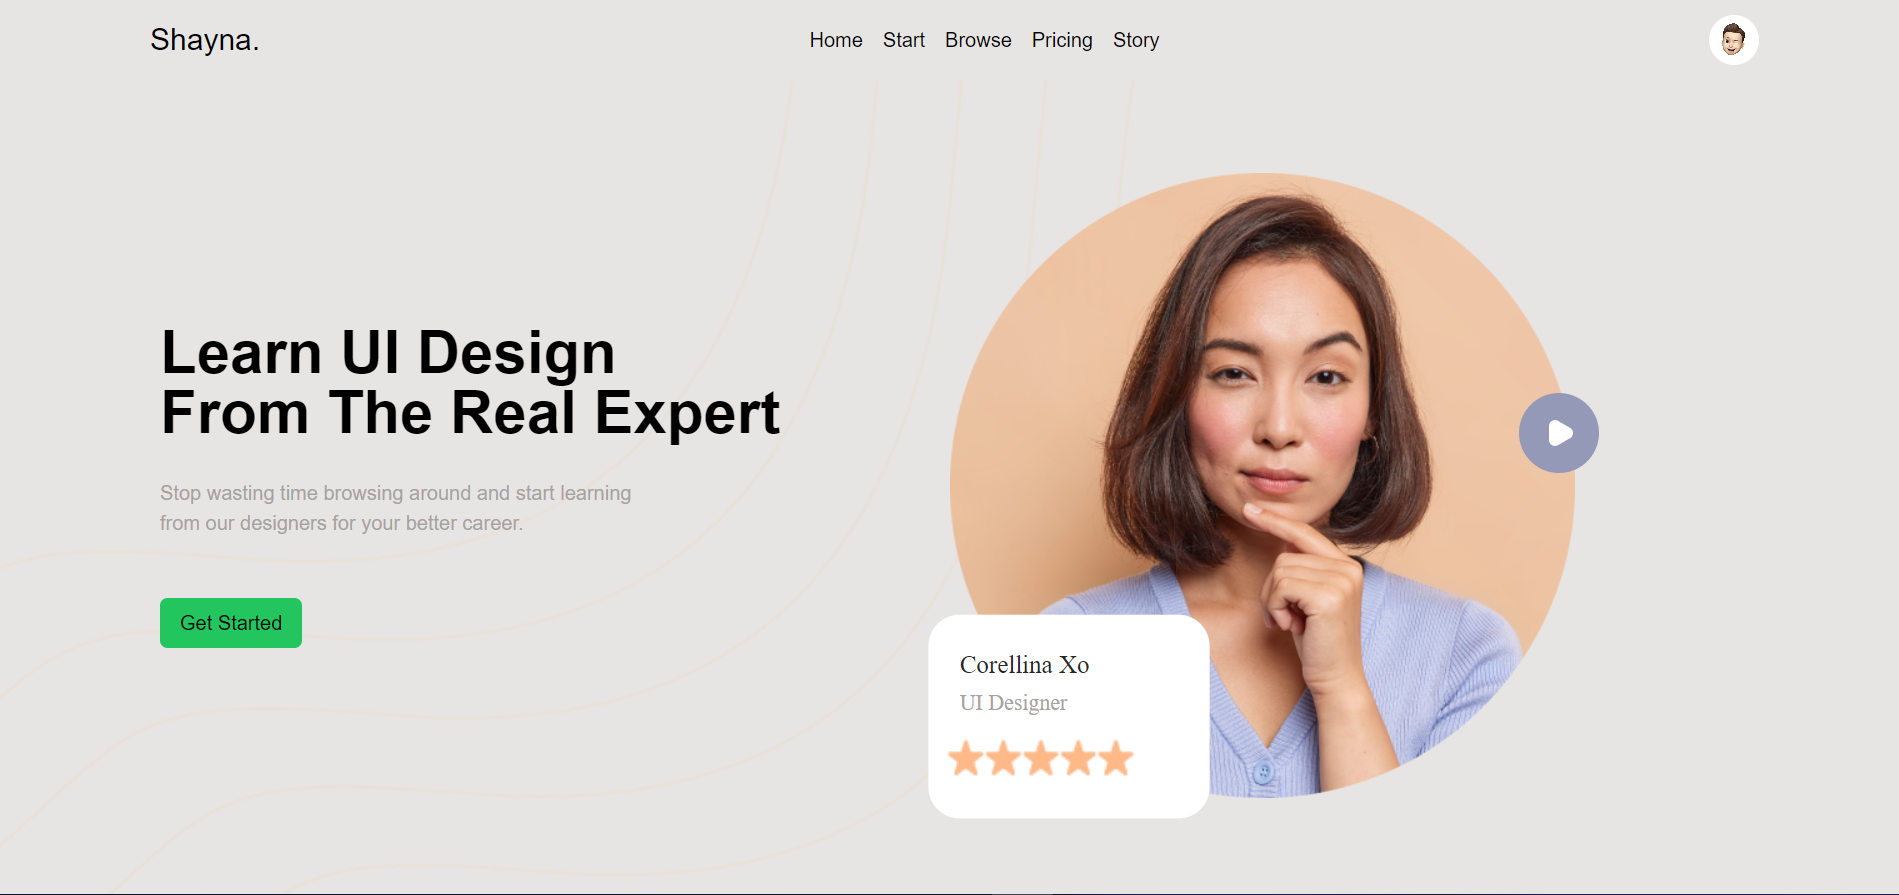 Shayna.
Home Start Browse Pricing Story
Learn UI Design
From The Real Expert
Stop wasting time browsing around and start learning
from our designers for your better career.
Get Started
Corellina Xo
UI Designer